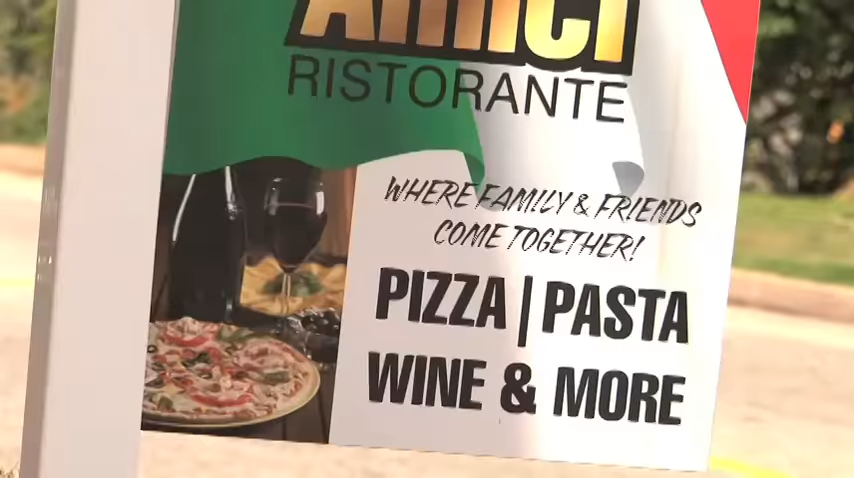 Amici
RISTORANTE
WHERE FAMILY & FRIENDS
COME TOGETHER!
PIZZA | PASTA
WINE & MORE